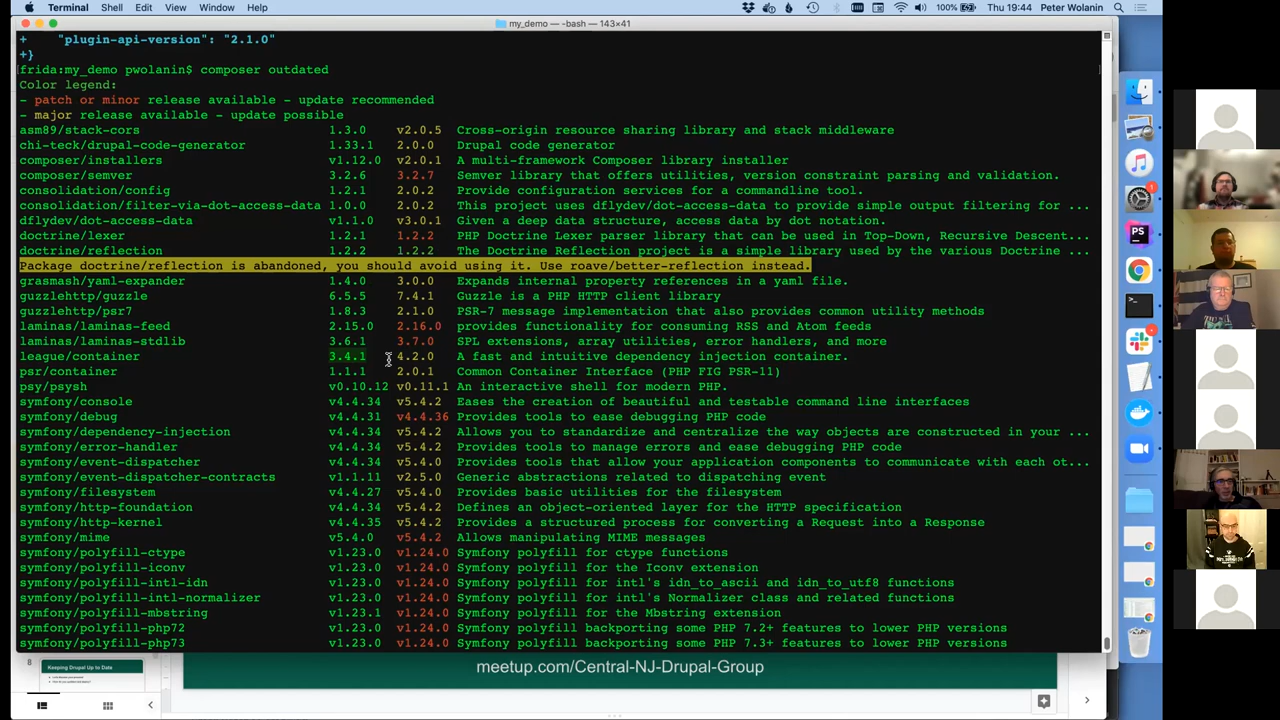 Terminal Shell Edit View Window Help 100% Thu 19:44 Peter Wolanin
my_demo — -bash — 143×41
+ "plugin-api-version": "2.1.0"
+}
frida:my_demo pwolanin$ composer outdated
Color legend:
- patch or minor release available - update recommended
- major release available - update possible
asm89/stack-cors 1.3.0 v2.0.5 Cross-origin resource sharing library and stack middleware
chi-teck/drupal-code-generator 1.33.1 2.0.0 Drupal code generator
composer/installers v1.12.0 v2.0.1 A multi-framework Composer library installer
composer/semver 3.2.6 3.2.7 Semver library that offers utilities, version constraint parsing and validation.
consolidation/config 1.2.1 2.0.2 Provide configuration services for a commandline tool.
consolidation/filter-via-dot-access-data 1.0.0 2.0.2 This project uses dflydev/dot-access-data to provide simple output filtering for ...
dflydev/dot-access-data v1.1.0 v3.0.1 Given a deep data structure, access data by dot notation.
doctrine/lexer 1.2.1 1.2.2 PHP Doctrine Lexer parser library that can be used in Top-Down, Recursive Descent...
doctrine/reflection 1.2.2 1.2.2 The Doctrine Reflection project is a simple library used by the various Doctrine ...
Package doctrine/reflection is abandoned, you should avoid using it. Use roave/better-reflection instead.
grasmash/yaml-expander 1.4.0 3.0.0 Expands internal property references in a yaml file.
guzzlehttp/guzzle 6.5.5 7.4.1 Guzzle is a PHP HTTP client library
guzzlehttp/psr7 1.8.3 2.1.0 PSR-7 message implementation that also provides common utility methods
laminas/laminas-feed 2.15.0 2.16.0 provides functionality for consuming RSS and Atom feeds
laminas/laminas-stdlib 3.6.1 3.7.0 SPL extensions, array utilities, error handlers, and more
league/container 3.4.1 4.2.0 A fast and intuitive dependency injection container.
psr/container 1.1.1 2.0.1 Common Container Interface (PHP FIG PSR-11)
psy/psysh v0.10.12 v0.11.1 An interactive shell for modern PHP.
symfony/console v4.4.34 v5.4.2 Eases the creation of beautiful and testable command line interfaces
symfony/debug v4.4.31 v4.4.36 Provides tools to ease debugging PHP code
symfony/dependency-injection v4.4.34 v5.4.2 Allows you to standardize and centralize the way objects are constructed in your ...
symfony/error-handler v4.4.34 v5.4.2 Provides tools to manage errors and ease debugging PHP code
symfony/event-dispatcher v4.4.34 v5.4.0 Provides tools that allow your application components to communicate with each ot...
symfony/event-dispatcher-contracts v1.1.11 v2.5.0 Generic abstractions related to dispatching event
symfony/filesystem v4.4.27 v5.4.0 Provides basic utilities for the filesystem
symfony/http-foundation v4.4.34 v5.4.2 Defines an object-oriented layer for the HTTP specification
symfony/http-kernel v4.4.35 v5.4.2 Provides a structured process for converting a Request into a Response
symfony/mime v5.4.0 v5.4.2 Allows manipulating MIME messages
symfony/polyfill-ctype v1.23.0 v1.24.0 Symfony polyfill for ctype functions
symfony/polyfill-iconv v1.23.0 v1.24.0 Symfony polyfill for the Iconv extension
symfony/polyfill-intl-idn v1.23.0 v1.24.0 Symfony polyfill for intl's idn_to_ascii and idn_to_utf8 functions
symfony/polyfill-intl-normalizer v1.23.0 v1.24.0 Symfony polyfill for intl's Normalizer class and related functions
symfony/polyfill-mbstring v1.23.1 v1.24.0 Symfony polyfill for the Mbstring extension
symfony/polyfill-php72 v1.23.0 v1.24.0 Symfony polyfill backporting some PHP 7.2+ features to lower PHP versions
symfony/polyfill-php73 v1.23.0 v1.24.0 Symfony polyfill backporting some PHP 7.3+ features to lower PHP versions
8 Keeping Drupal Up to Date
meetup.com/Central-NJ-Drupal-Group